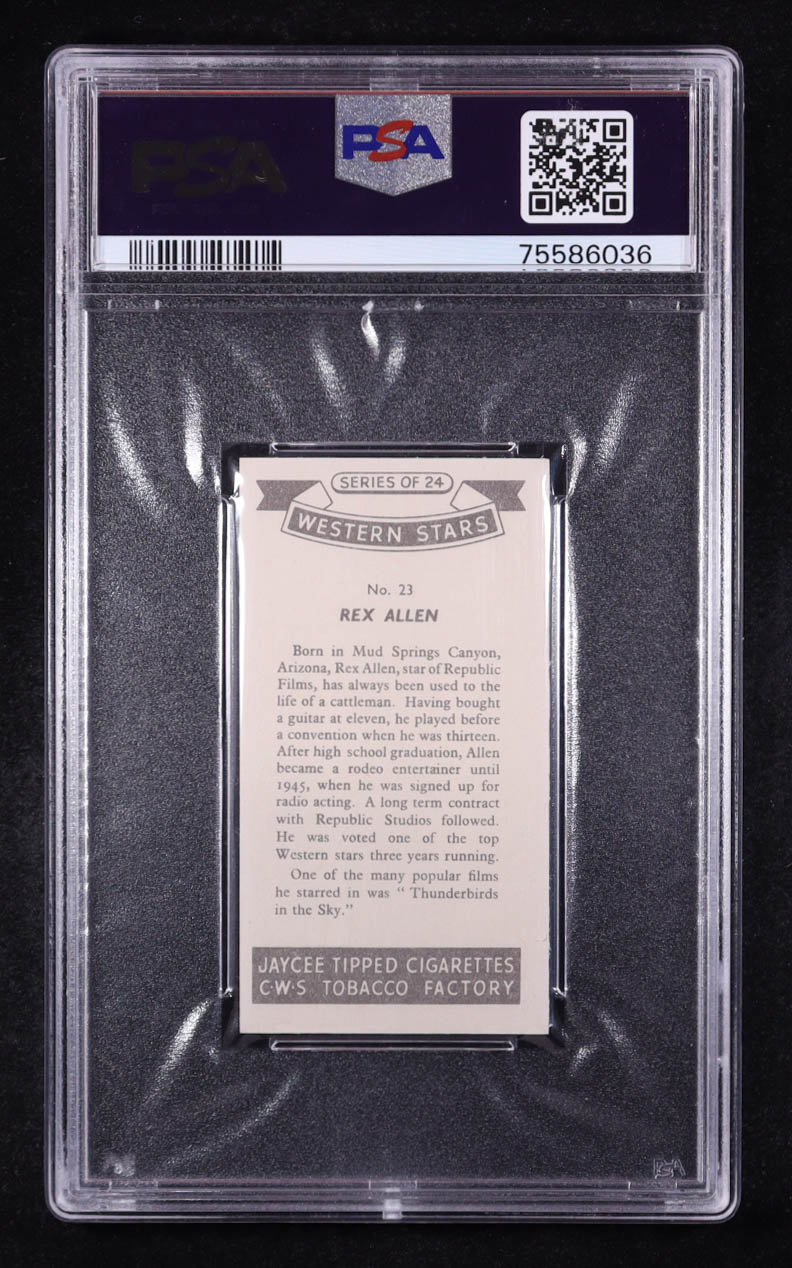 PSA
PSA
75586036
SERIES OF 24
WESTERN STARS
No. 23
REX ALLEN
Born in Mud Springs Canyon,
Arizona, Rex Allen, star of Republic
Films, has always been used to the
life of a cattleman. Having bought
a guitar at eleven, he played before
a convention when he was thirteen.
After high school graduation, Allen
became a rodeo entertainer until
1945, when he was signed up for
radio acting. A long term contract
with Republic Studios followed.
He was voted one of the top
Western stars three years running.
One of the many popular films
he starred in was “ Thunderbirds
in the Sky.”
JAYCEE TIPPED CIGARETTES
C·W·S TOBACCO FACTORY
PSA